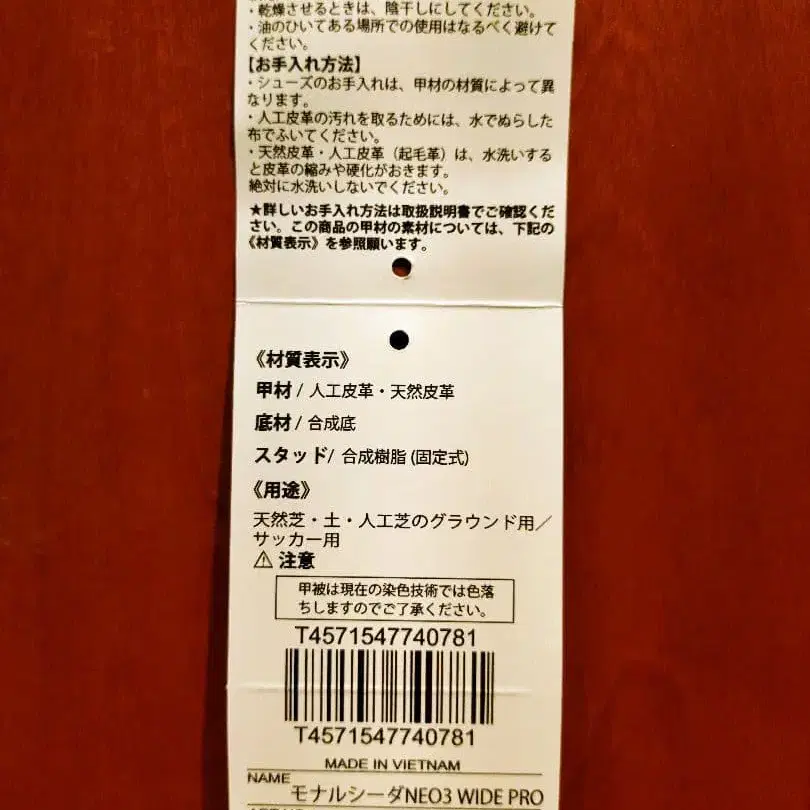 ・乾燥させるときは、陰干しにしてください。
・油のひいてある場所での使用はなるべく避けて
ください。
【お手入れ方法】
・シューズのお手入れは、甲材の材質によって異
なります。
・人工皮革の汚れを取るためには、水でぬらした
布でふいてください。
・天然皮革・人工皮革（起毛革）は、水洗いする
と皮革の縮みや硬化がおきます。
絶対に水洗いしないでください。
★詳しいお手入れ方法は取扱説明書でご確認くだ
さい。この商品の甲材の素材については、下記の
《材質表示》を参照願います。
《材質表示》
甲材 / 人工皮革・天然皮革
底材 / 合成底
スタッド/ 合成樹脂 (固定式)
《用途》
天然芝・土・人工芝のグラウンド用／
サッカー用
⚠ 注意
甲被は現在の染色技術では色落
ちしますのでご了承ください。
T4571547740781
T4571547740781
MADE IN VIETNAM
NAME
モナルシーダNEO3 WIDE PRO